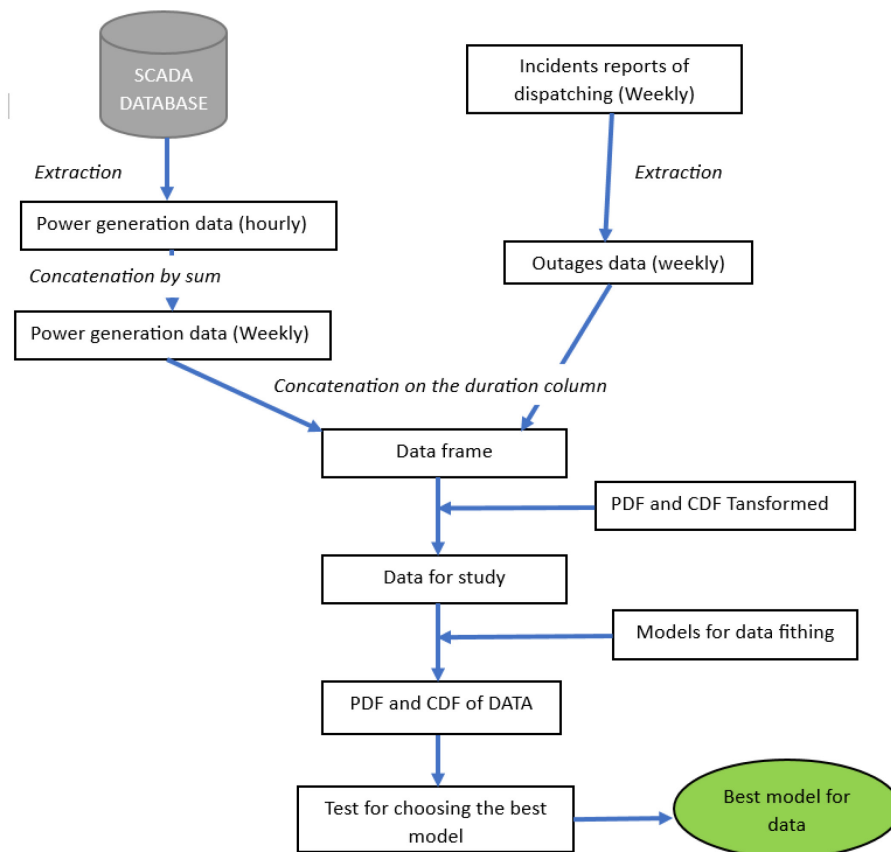 SCADA
DATABASE
Incidents reports of
dispatching (Weekly)
Extraction
Extraction
Power generation data (hourly)
Outages data (weekly)
Concatenation by sum
Power generation data (Weekly)
Concatenation on the duration column
Data frame
PDF and CDF Tansformed
Data for study
Models for data fithing
PDF and CDF of DATA
Test for choosing the best
model
Best model for
data